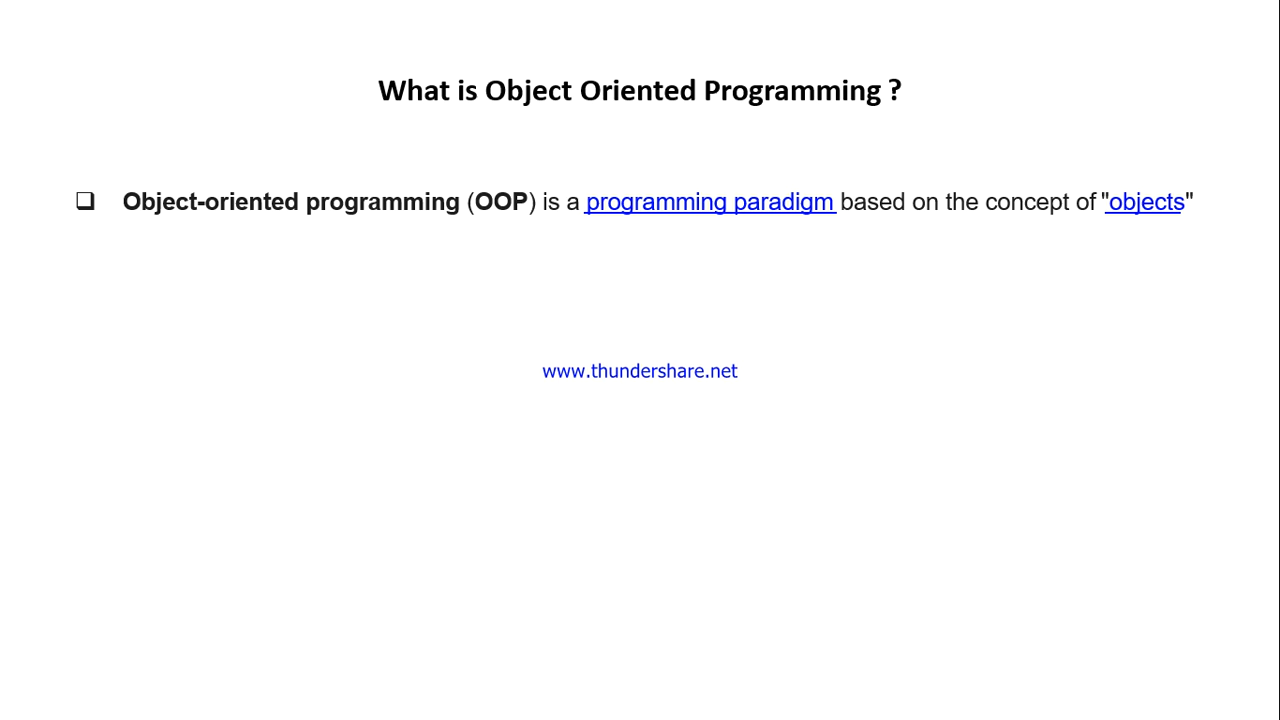 What is Object Oriented Programming ?
❑ Object-oriented programming (OOP) is a programming paradigm based on the concept of "objects"
www.thundershare.net